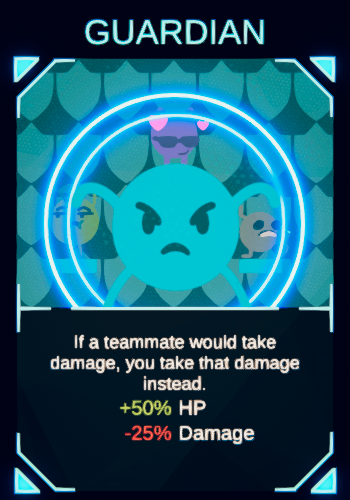 GUARDIAN
If a teammate would take
damage, you take that damage
instead.
+50% HP
-25% Damage